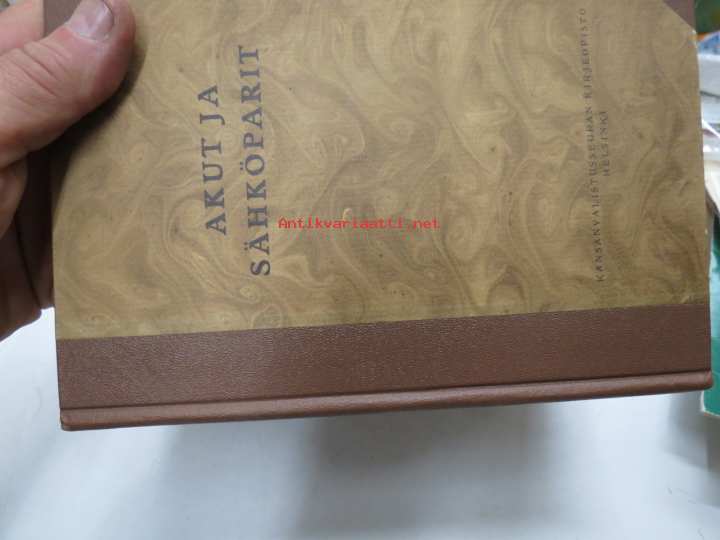 AKUT JA
SÄHKÖPARIT
Antikvariaatti.net
KANSANVALISTUSSEURAN KIRJEOPISTO
HELSINKI